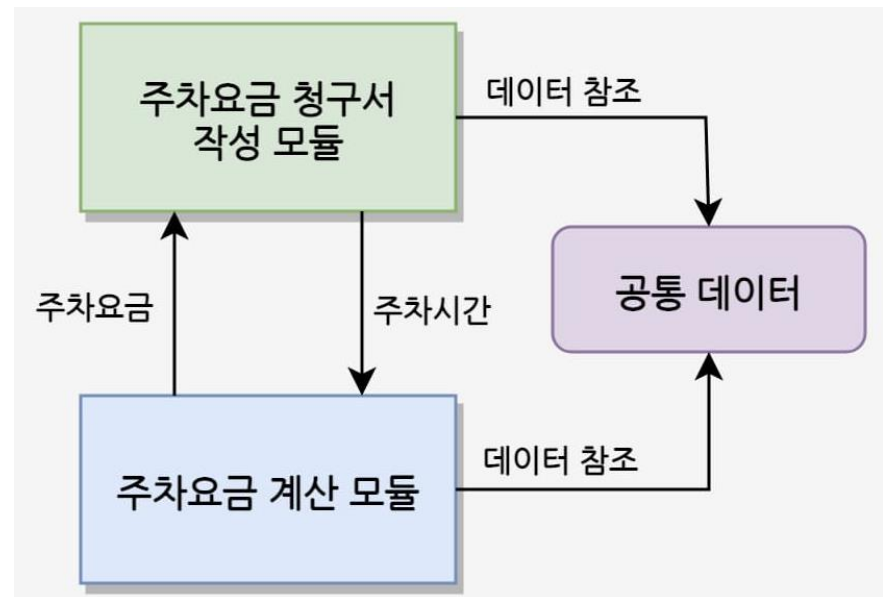 주차요금 청구서
작성 모듈
데이터 참조
공통 데이터
주차요금
주차시간
주차요금 계산 모듈
데이터 참조